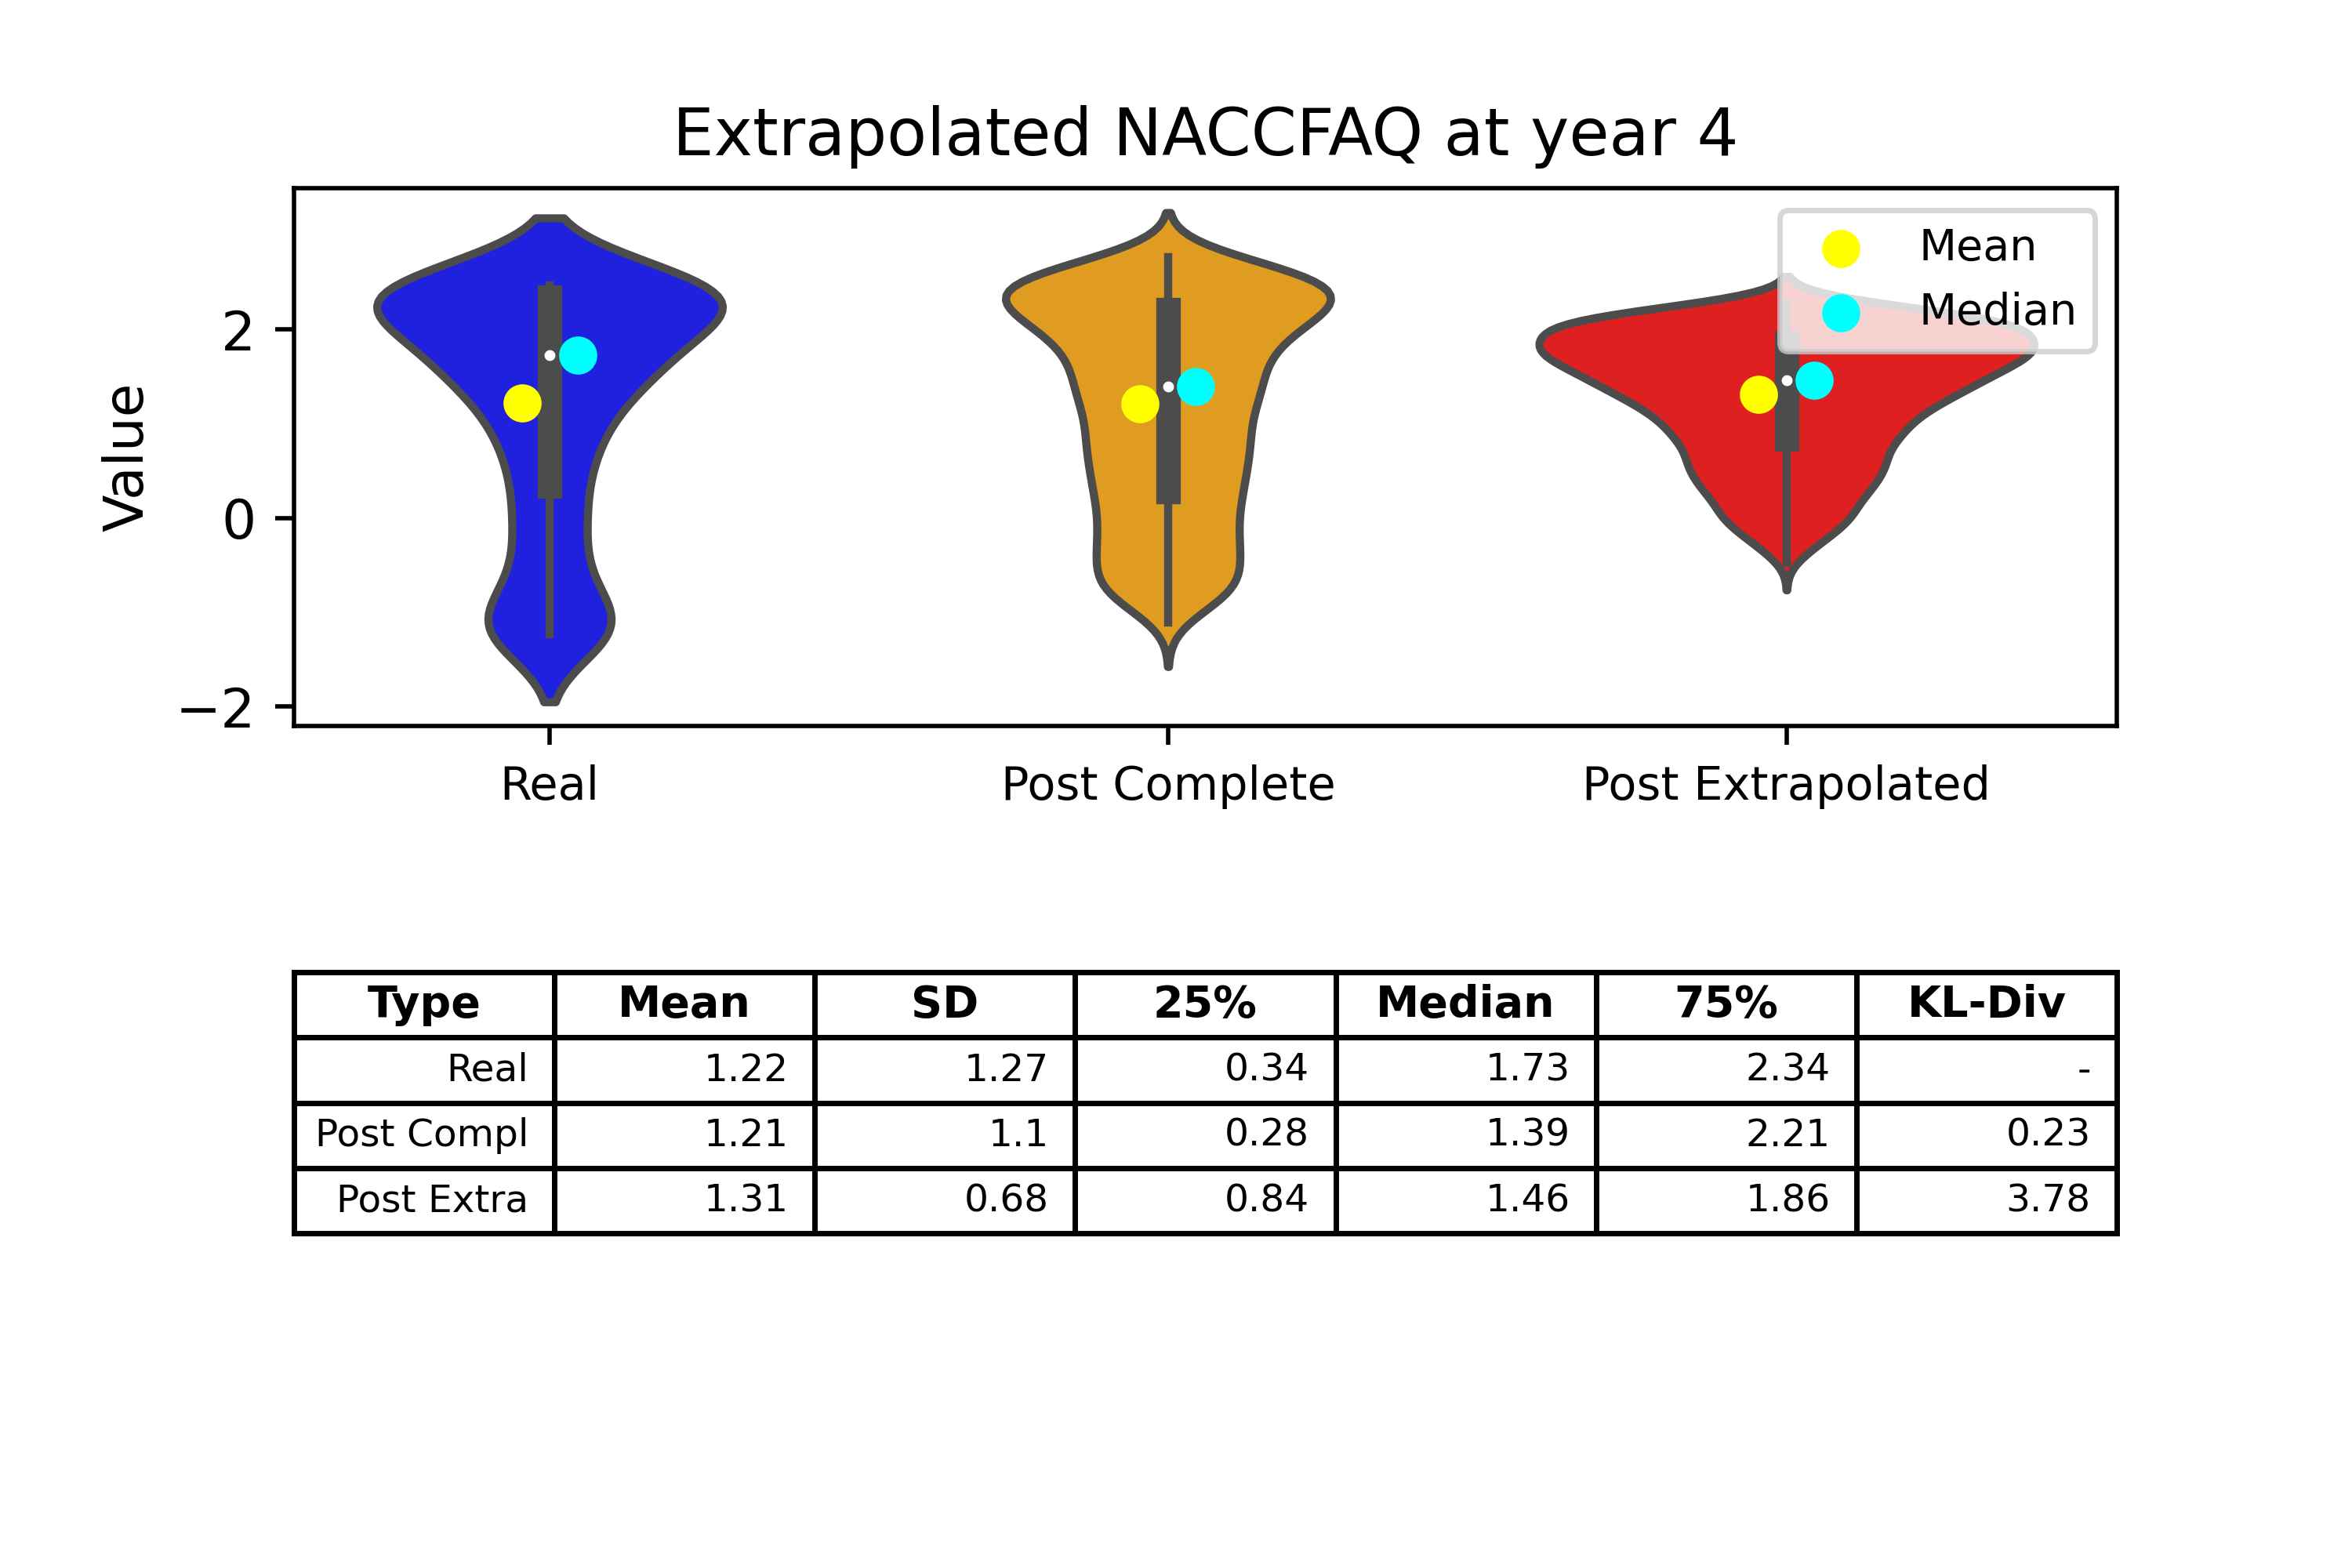 Extrapolated NACCFAQ at year 4
Mean
Median
Value
2
0
−2
Real Post Complete Post Extrapolated
Type Mean SD 25% Median 75% KL-Div
Real 1.22 1.27 0.34 1.73 2.34 -
Post Compl 1.21 1.1 0.28 1.39 2.21 0.23
Post Extra 1.31 0.68 0.84 1.46 1.86 3.78